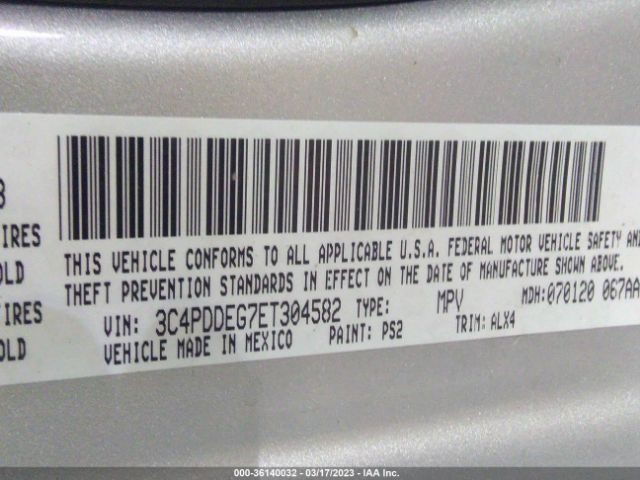 8
IRES
OLD
IRES
OLD
THIS VEHICLE CONFORMS TO ALL APPLICABLE U.S.A. FEDERAL MOTOR VEHICLE SAFETY AND
THEFT PREVENTION STANDARDS IN EFFECT ON THE DATE OF MANUFACTURE SHOWN ABOVE.
VIN: 3C4PDDEG7ET304582 TYPE: MPV MDH:070120 067AA
VEHICLE MADE IN MEXICO PAINT: PS2 TRIM: ALX4
000-36140032 - 03/17/2023 - IAA Inc.